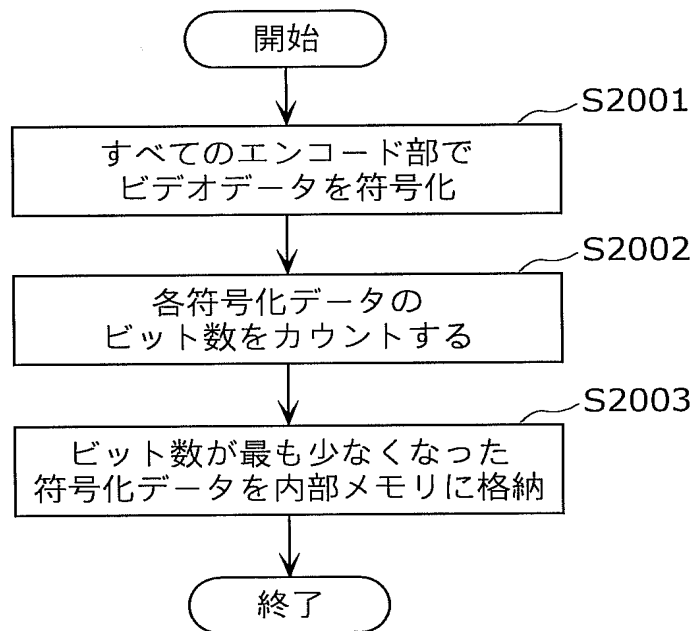 開始
S2001
すべてのエンコード部で
ビデオデータを符号化
S2002
各符号化データの
ビット数をカウントする
S2003
ビット数が最も少なくなった
符号化データを内部メモリに格納
終了